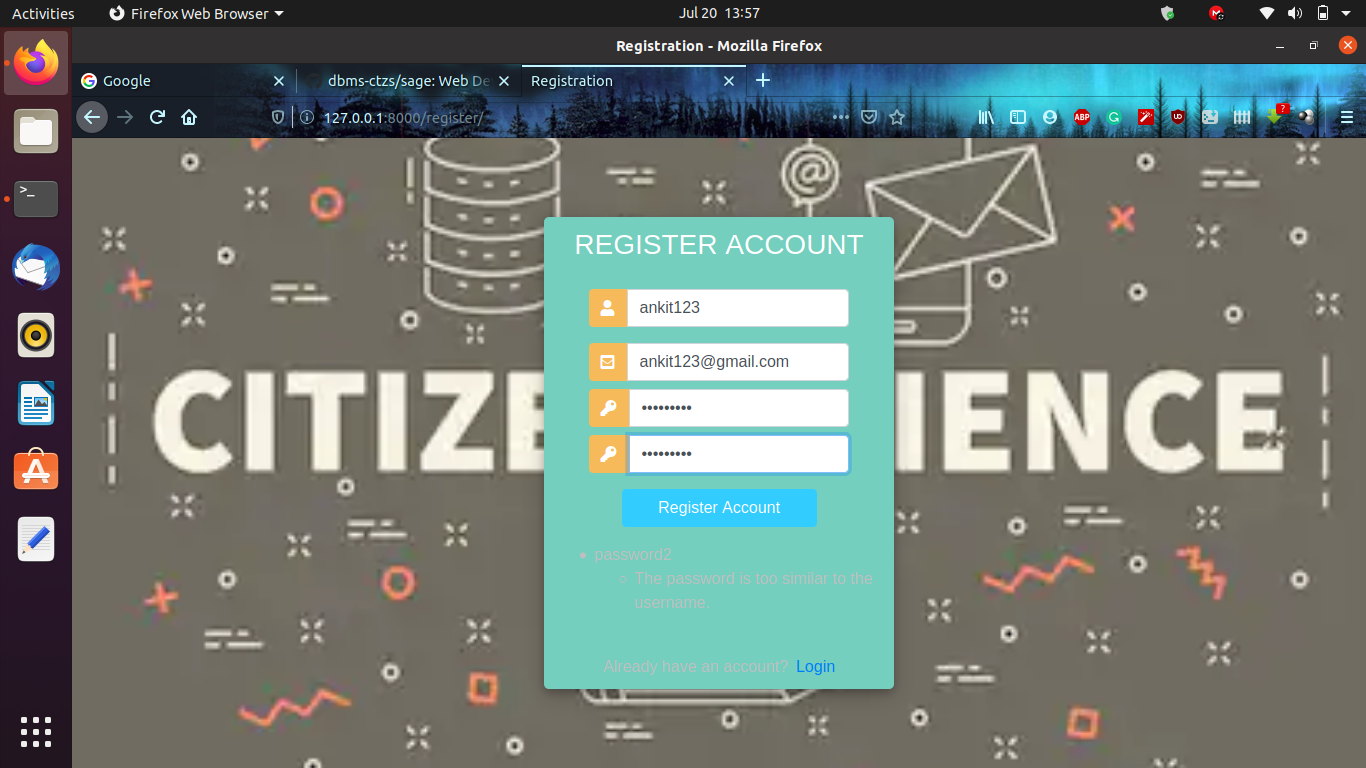 Activities
Firefox Web Browser
Jul 20 13:57
Registration - Mozilla Firefox
Google
dbms-ctzs/sage: Web De
Registration
127.0.0.1:8000/register/
ABP
?
@
REGISTER ACCOUNT
ankit123
ankit123@gmail.com
•••••••••
•••••••••
CITIZE
IENCE
Register Account
password2
The password is too similar to the
username.
Already have an account? Login